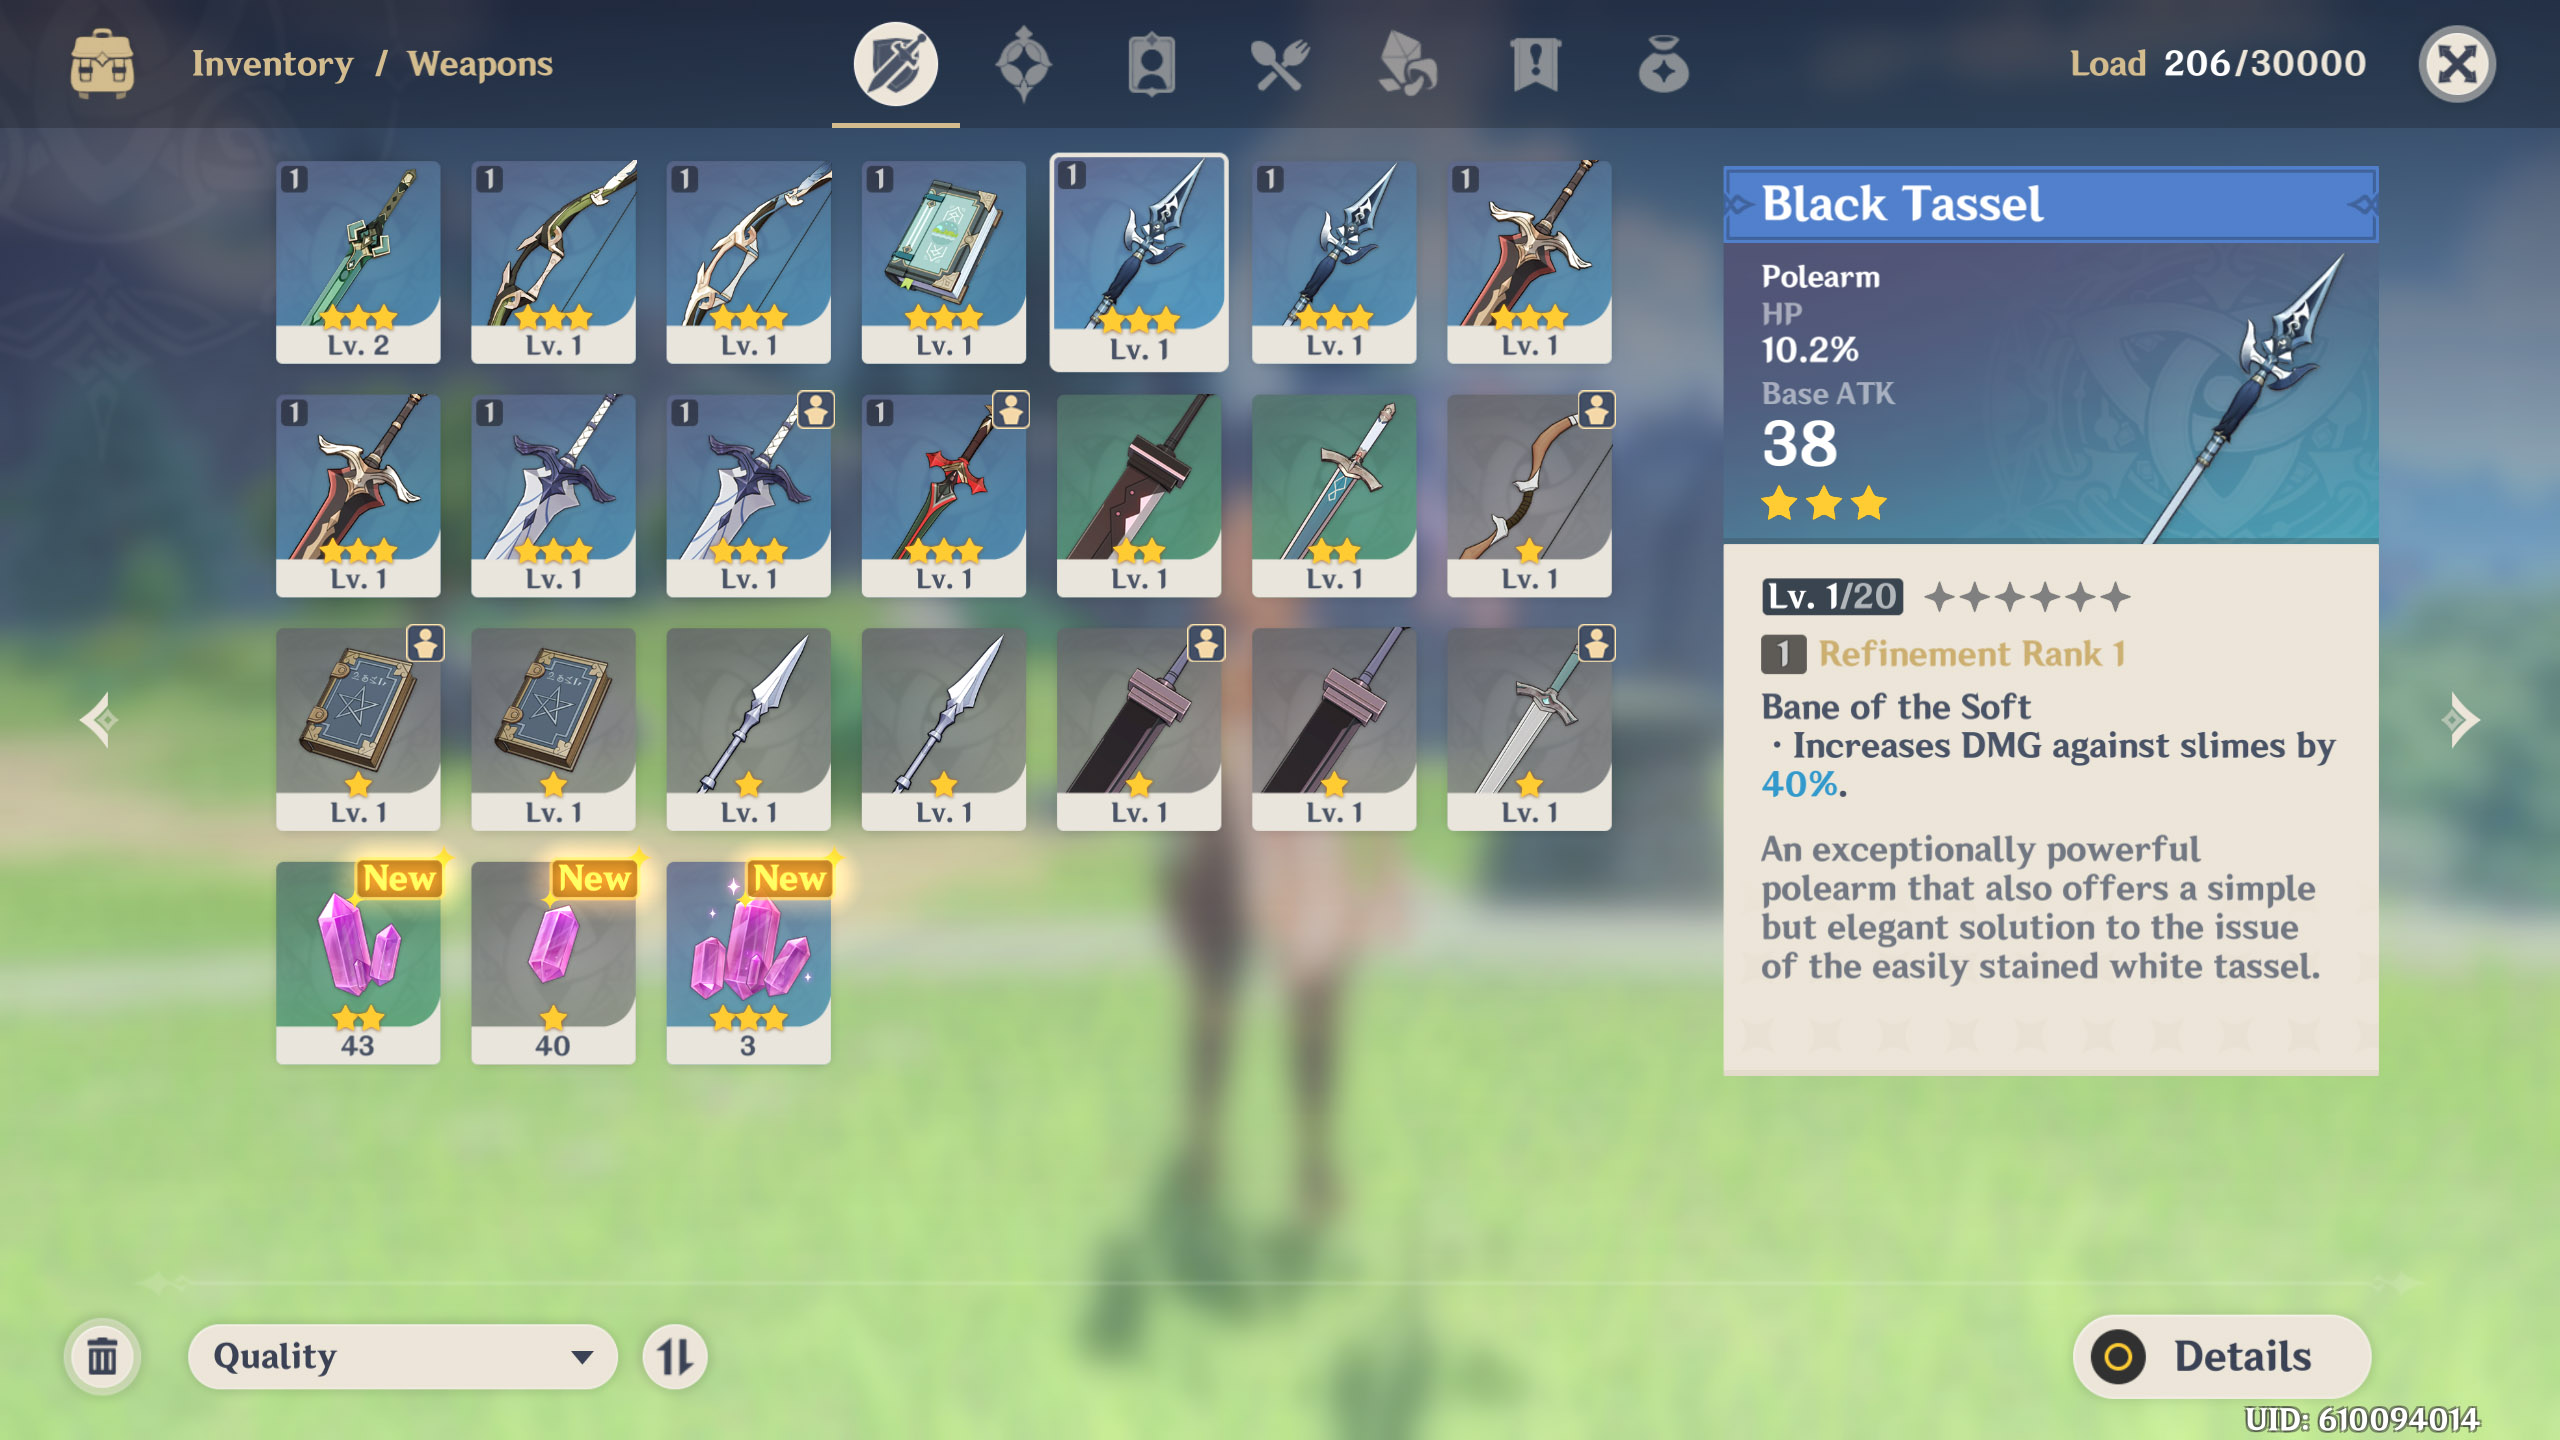 Inventory / Weapons
Load 206/30000
1 1 1 1 1 1 1
Lv. 2 Lv. 1 Lv. 1 Lv. 1 Lv. 1 Lv. 1 Lv. 1
1 1 1 1
Lv. 1 Lv. 1 Lv. 1 Lv. 1 Lv. 1 Lv. 1 Lv. 1
Lv. 1 Lv. 1 Lv. 1 Lv. 1 Lv. 1 Lv. 1 Lv. 1
New New New
43 40 3
Black Tassel
Polearm
HP
10.2%
Base ATK
38
Lv. 1/20
1 Refinement Rank 1
Bane of the Soft
· Increases DMG against slimes by
40%.
An exceptionally powerful
polearm that also offers a simple
but elegant solution to the issue
of the easily stained white tassel.
Quality
Details
UID: 610094014